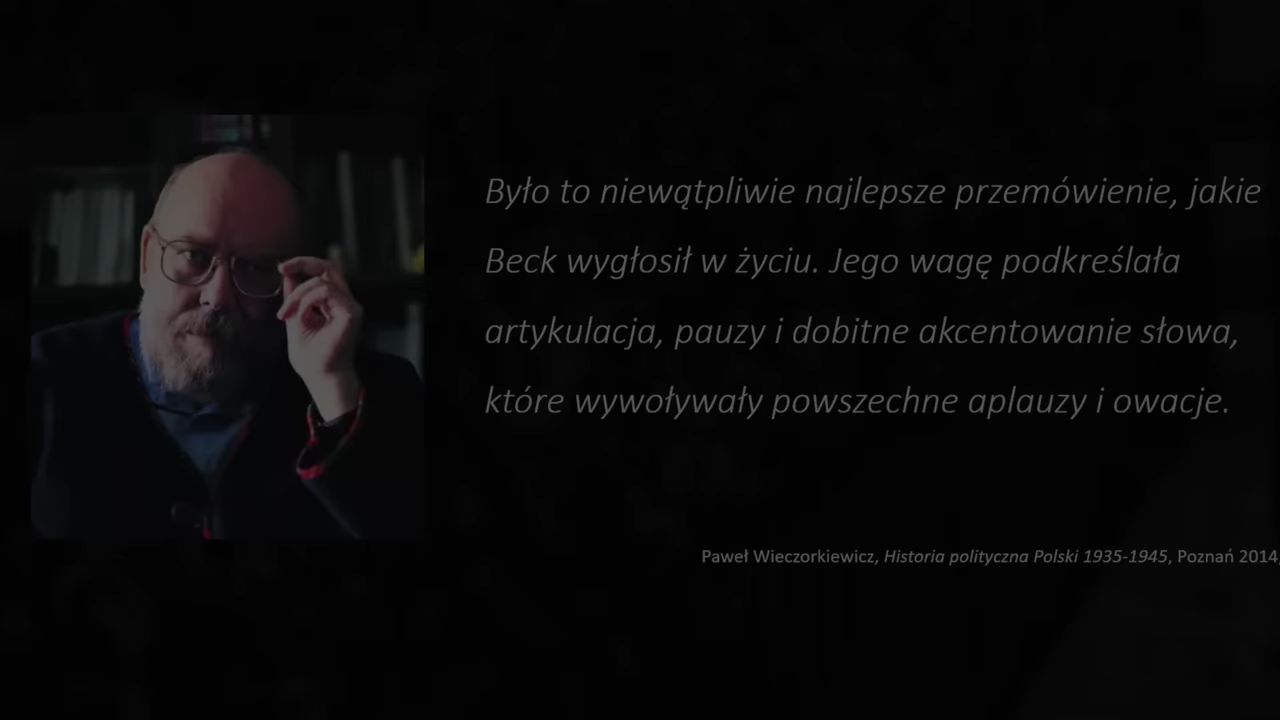 Było to niewątpliwie najlepsze przemówienie, jakie
Beck wygłosił w życiu. Jego wagę podkreślała
artykulacja, pauzy i dobitne akcentowanie słowa,
które wywoływały powszechne aplauzy i owacje.
Paweł Wieczorkiewicz, Historia polityczna Polski 1935-1945, Poznań 2014,